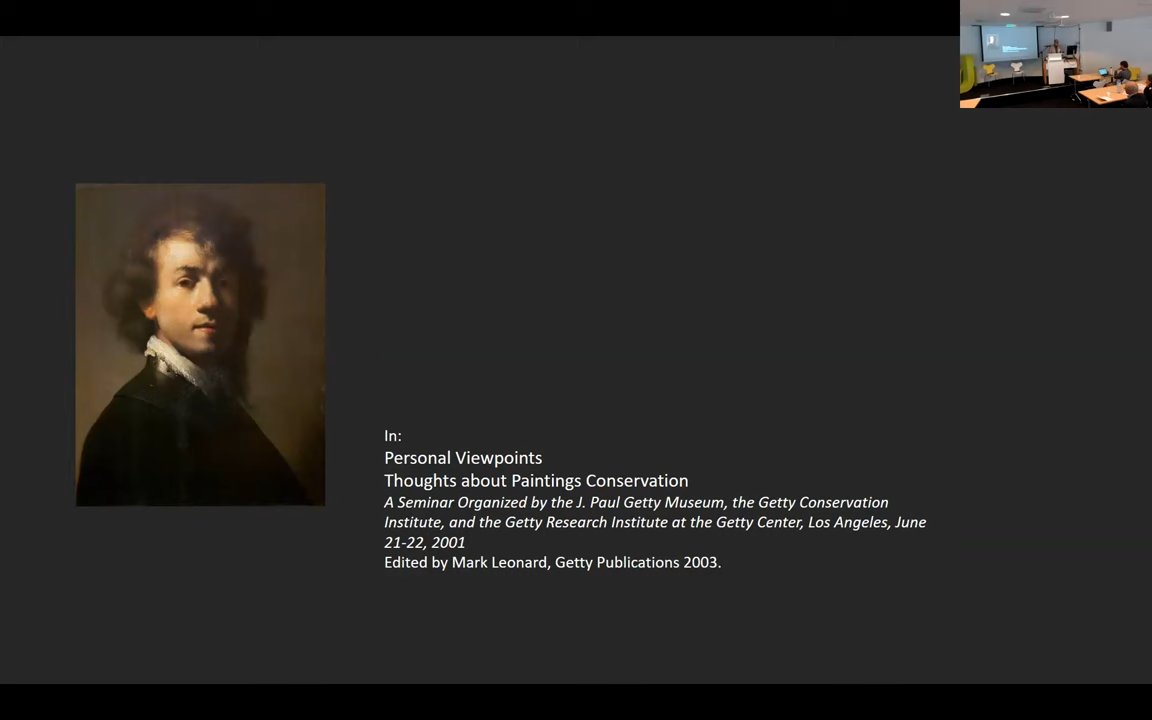 In:
Personal Viewpoints
Thoughts about Paintings Conservation
A Seminar Organized by the J. Paul Getty Museum, the Getty Conservation
Institute, and the Getty Research Institute at the Getty Center, Los Angeles, June
21-22, 2001
Edited by Mark Leonard, Getty Publications 2003.